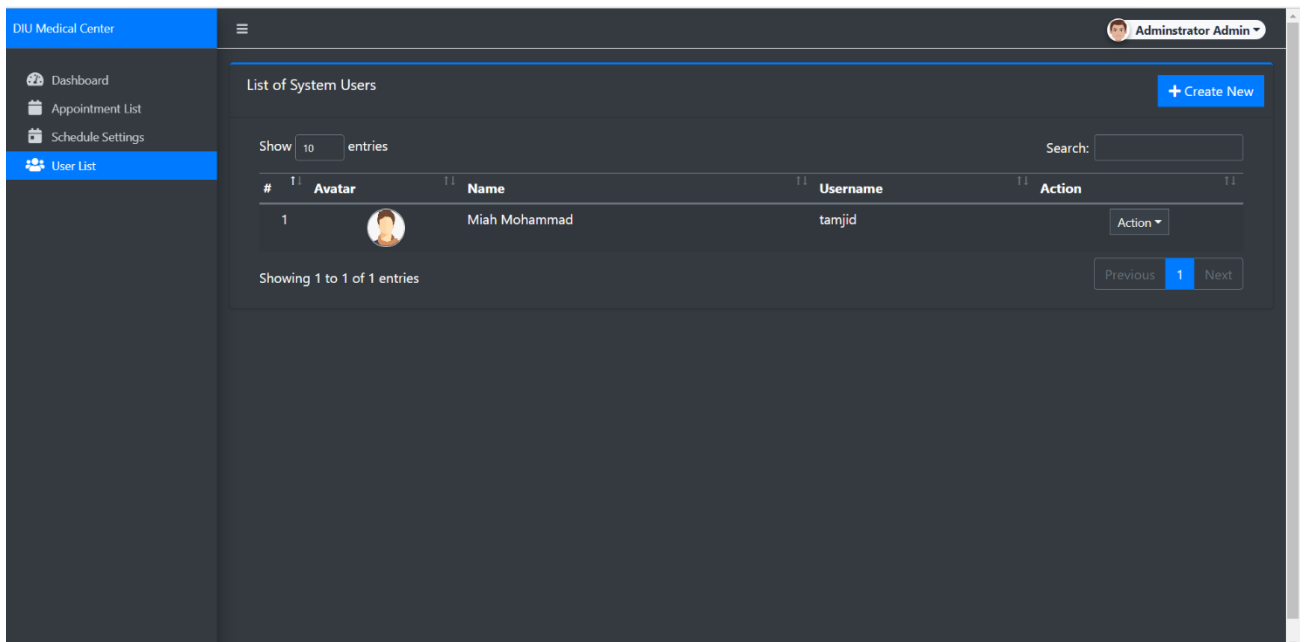 DIU Medical Center
Adminstrator Admin
Dashboard
Appointment List
Schedule Settings
User List
List of System Users
Create New
Show 10 entries
Search:
# Avatar Name Username Action
1 Miah Mohammad tamjid Action
Showing 1 to 1 of 1 entries
Previous 1 Next